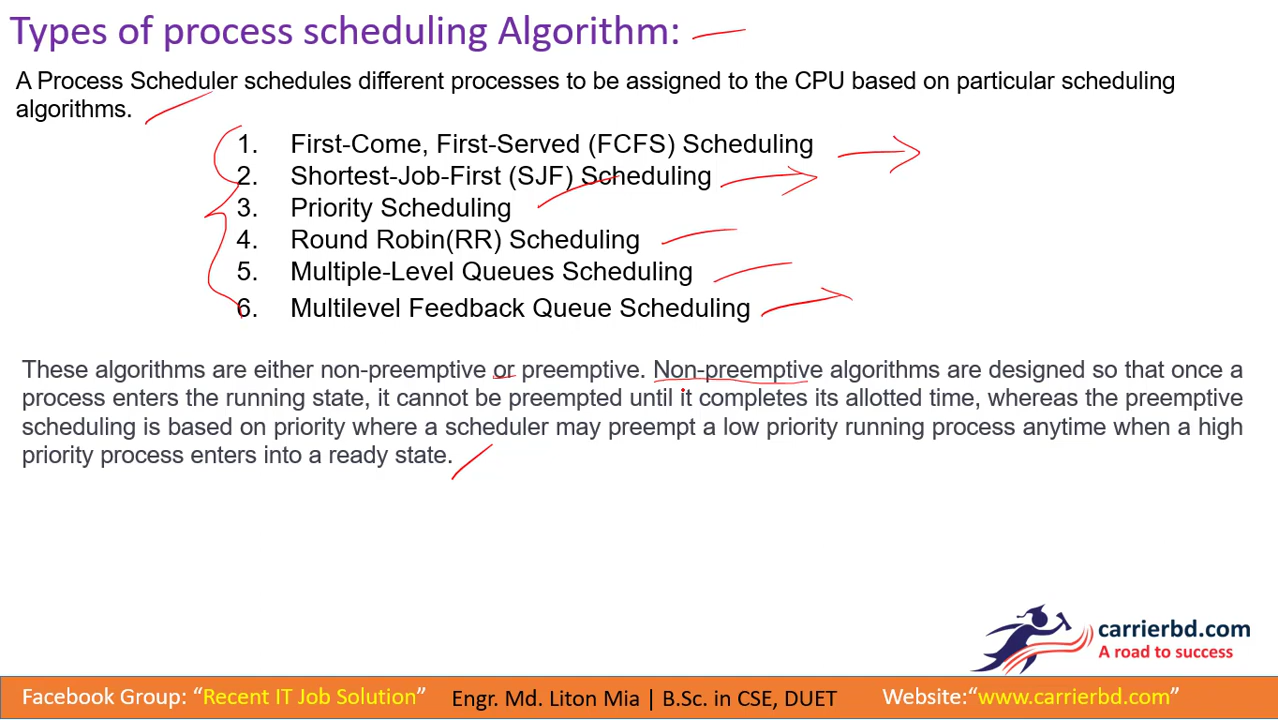 Types of process scheduling Algorithm:
A Process Scheduler schedules different processes to be assigned to the CPU based on particular scheduling
algorithms.
1. First-Come, First-Served (FCFS) Scheduling
2. Shortest-Job-First (SJF) Scheduling
3. Priority Scheduling
4. Round Robin(RR) Scheduling
5. Multiple-Level Queues Scheduling
6. Multilevel Feedback Queue Scheduling
These algorithms are either non-preemptive or preemptive. Non-preemptive algorithms are designed so that once a
process enters the running state, it cannot be preempted until it completes its allotted time, whereas the preemptive
scheduling is based on priority where a scheduler may preempt a low priority running process anytime when a high
priority process enters into a ready state.
carrierbd.com
A road to success
Facebook Group: “Recent IT Job Solution” Engr. Md. Liton Mia | B.Sc. in CSE, DUET Website:“www.carrierbd.com”